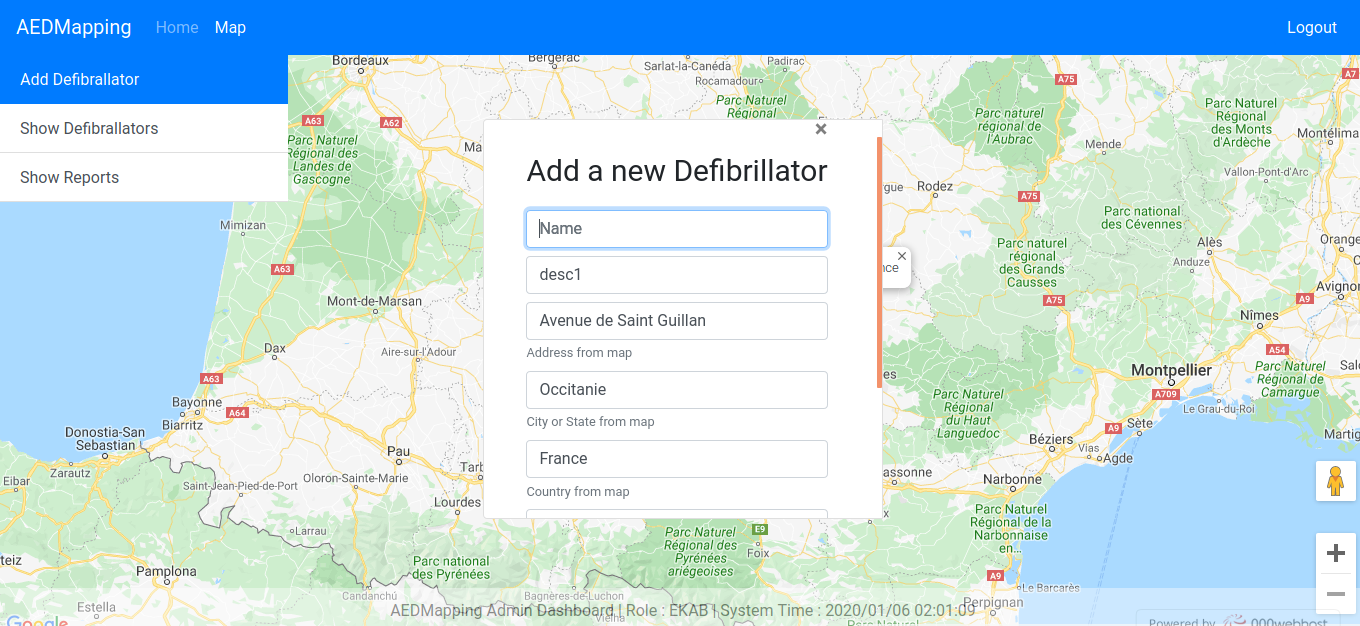 AEDMapping Home Map Logout
Add Defibrallator
Show Defibrallators
Show Reports
Bordeaux
Bergerac
Sarlat-la-Canéda
Padirac
Rocamadour
A75
A7
Parc Naturel
Régional
Parc naturel
régional de
l'Aubrac
Parc Naturel
Régional
des Monts
d'Ardèche
Montélima
A63
A62
Parc Naturel
Régional des
Landes de
Gascogne
Mende
Vallon-Pont-d'Arc
Rodez
A75
Mimizan
Parc national
des Cévennes
Parc naturel
régional
des Grands
Causses
Alès
Anduze
Orange
Avignon
A63
Mont-de-Marsan
A75
A9
Nîmes
Dax
Aire-sur-l'Adour
A54
A63
Montpellier
Parc Naturel
Régional de
Camargue
A709
Le Grau-du-Roi
Bayonne
A64
Biarritz
Parc Naturel
Régional
du Haut
Languedoc
Donostia-San
Sebastian
A9
Sète
Béziers
Vias
Agde
Martig
Pau
Tarb
Zarautz
Eibar
Saint-Jean-Pied-de-Port
Oloron-Sainte-Marie
Lourdes
assonne
Narbonne
Larrau
Parc Naturel
Régional de la
Narbonnaise
en...
E9
Parc Naturel
Régional des
Pyrénées
ariégeoises
Foix
Parc national
des Pyrénées
Pamplona
A9
Le Barcarès
Candanchú
Bagnères-de-Luchon
Vielha
Perpignan
Estella
×
Add a new Defibrillator
Name
desc1
Avenue de Saint Guillan
Address from map
Occitanie
City or State from map
France
Country from map
nce ×
+
−
AEDMapping Admin Dashboard | Role : EKAB | System Time : 2020/01/06 02:01:09
Google
Powered by 000webhost